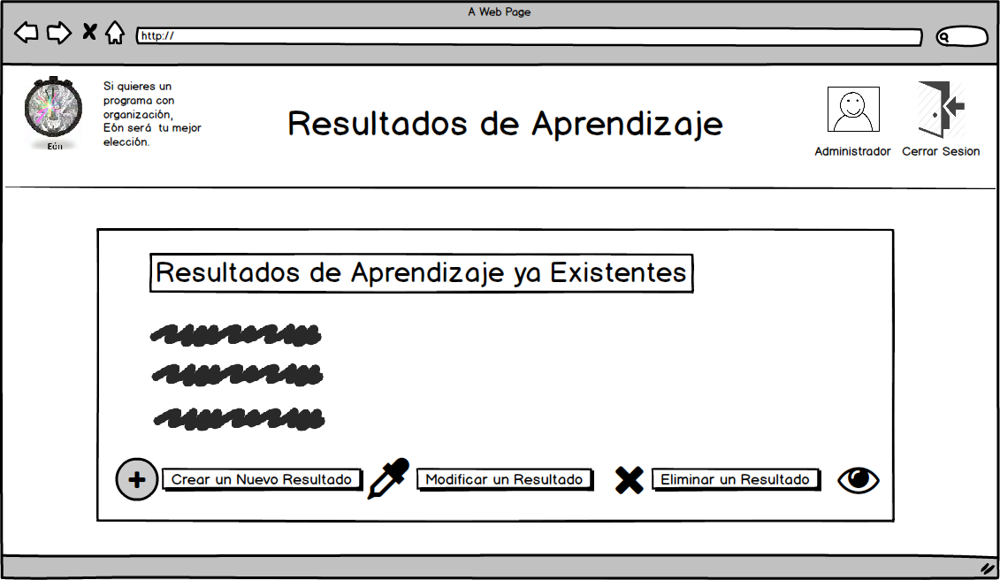 A Web Page
http://
Si quieres un
programa con
organización,
Eón será tu mejor
elección.
Eón
Resultados de Aprendizaje
Administrador
Cerrar Sesion
Resultados de Aprendizaje ya Existentes
Crear un Nuevo Resultado
Modificar un Resultado
Eliminar un Resultado